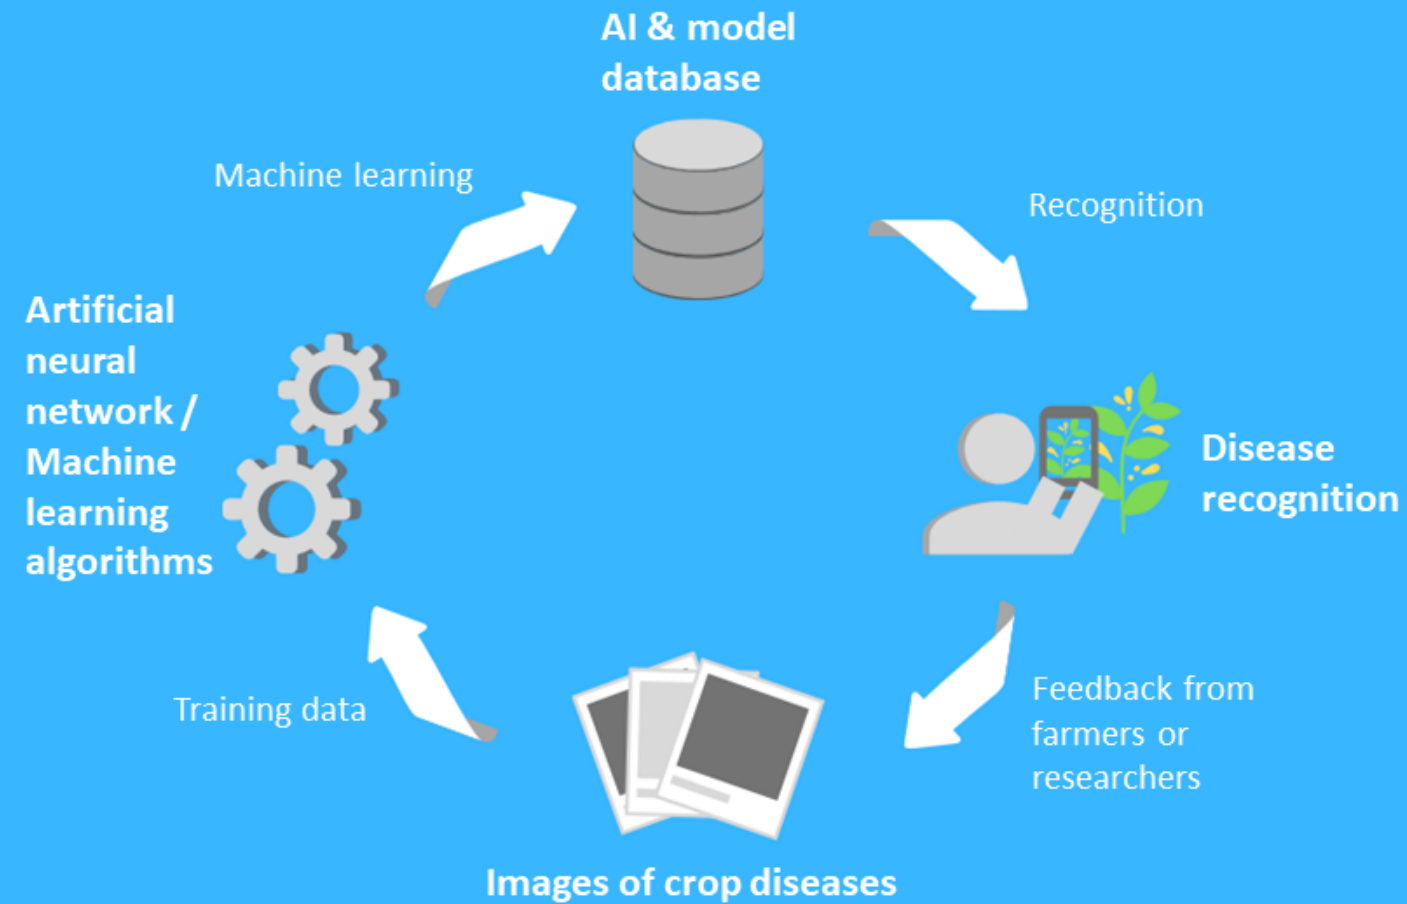 AI & model
database
Machine learning
Recognition
Artificial
neural
network /
Machine
learning
algorithms
Disease
recognition
Training data
Feedback from
farmers or
researchers
Images of crop diseases